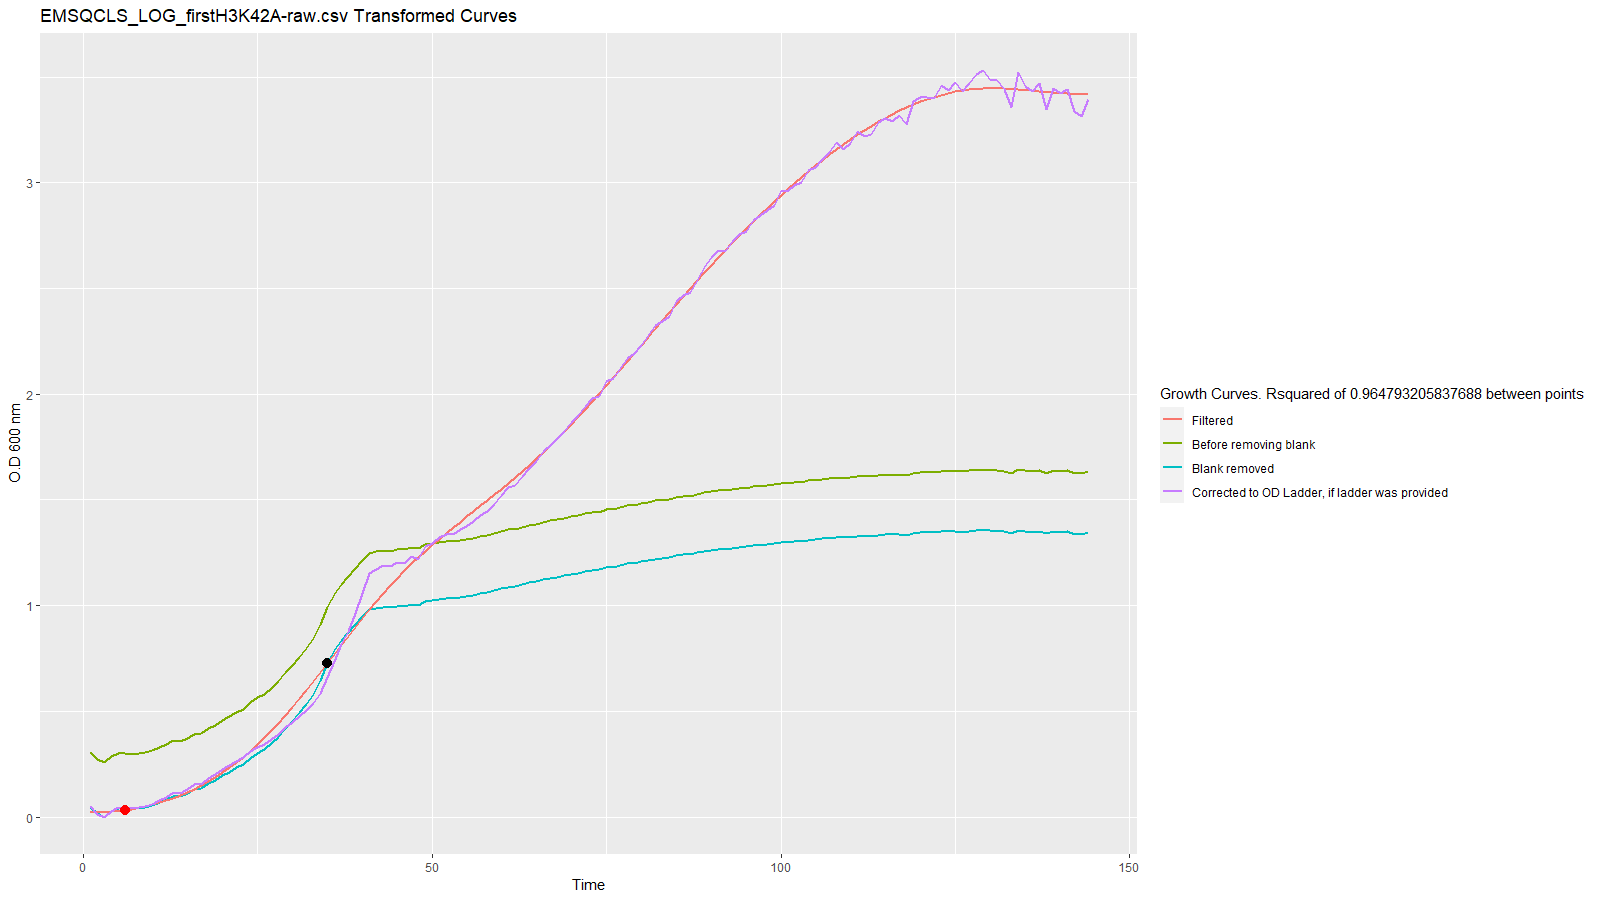 EMSQCLS_LOG_firstH3K42A-raw.csv Transformed Curves
3
2
1
0
O.D 600 nm
0
50
100
150
Time
Growth Curves. Rsquared of 0.964793205837688 between points
Filtered
Before removing blank
Blank removed
Corrected to OD Ladder, if ladder was provided